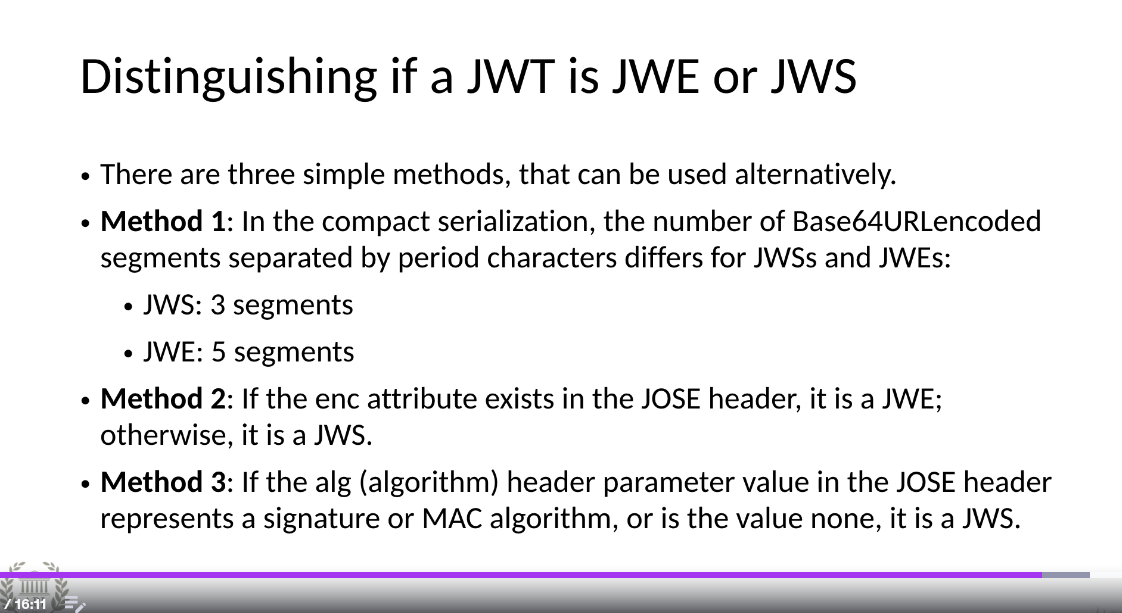 Distinguishing if a JWT is JWE or JWS
• There are three simple methods, that can be used alternatively.
• Method 1: In the compact serialization, the number of Base64URLencoded
segments separated by period characters differs for JWSs and JWEs:
• JWS: 3 segments
• JWE: 5 segments
• Method 2: If the enc attribute exists in the JOSE header, it is a JWE;
otherwise, it is a JWS.
• Method 3: If the alg (algorithm) header parameter value in the JOSE header
represents a signature or MAC algorithm, or is the value none, it is a JWS.
/ 16:11